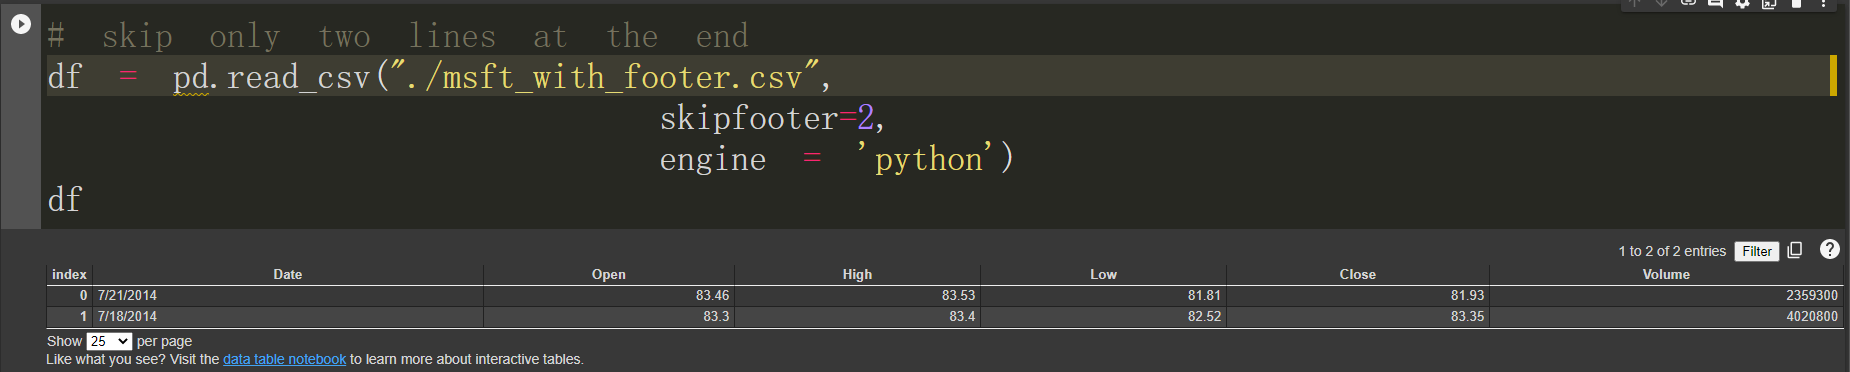 # skip only two lines at the end
df = pd.read_csv("./msft_with_footer.csv",
skipfooter=2,
engine = 'python')
df
1 to 2 of 2 entries Filter
index Date Open High Low Close Volume
0 7/21/2014 83.46 83.53 81.81 81.93 2359300
1 7/18/2014 83.3 83.4 82.52 83.35 4020800
Show 25 per page
Like what you see? Visit the data table notebook to learn more about interactive tables.